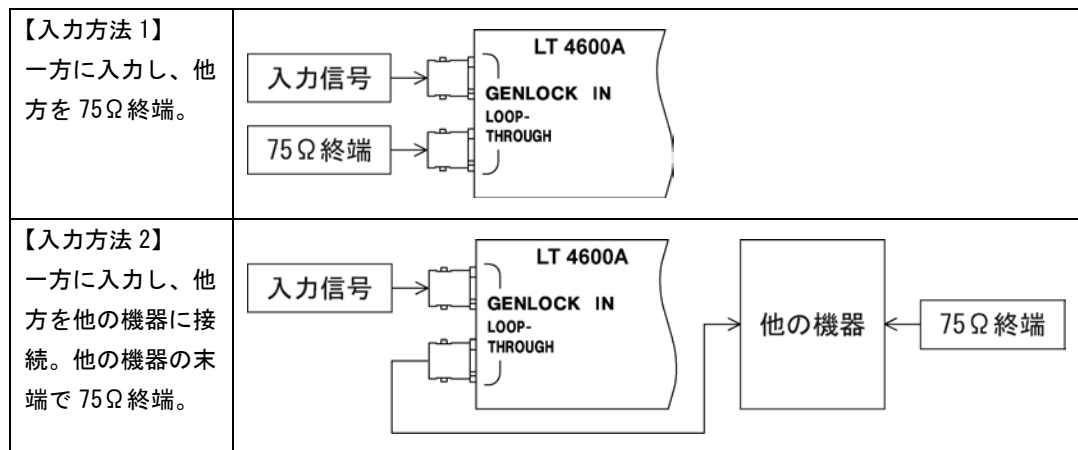 【入力方法 1】
一方に入力し、他
方を 75Ω終端。
LT 4600A
入力信号
GENLOCK IN
LOOP-
THROUGH
75Ω終端
【入力方法 2】
一方に入力し、他
方を他の機器に接
続。他の機器の末
端で 75Ω終端。
LT 4600A
入力信号
GENLOCK IN
LOOP-
THROUGH
他の機器
75Ω終端